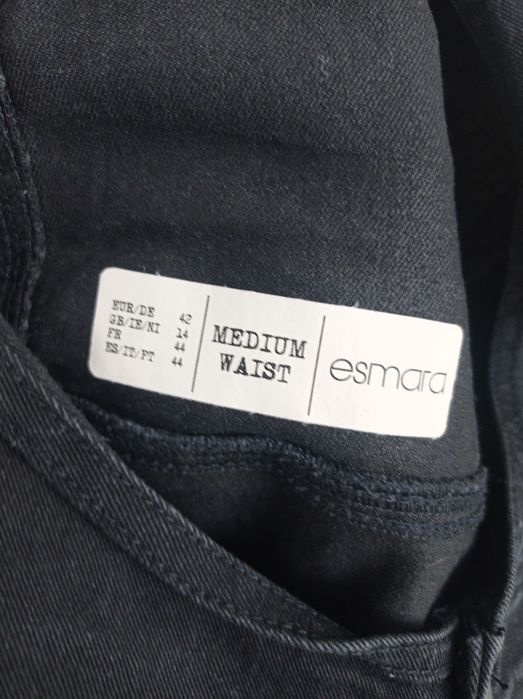 EUR/DE 42
GB/IE/NI 14
FR 44
ES/IT/PT 44
MEDIUM
WAIST
esmara